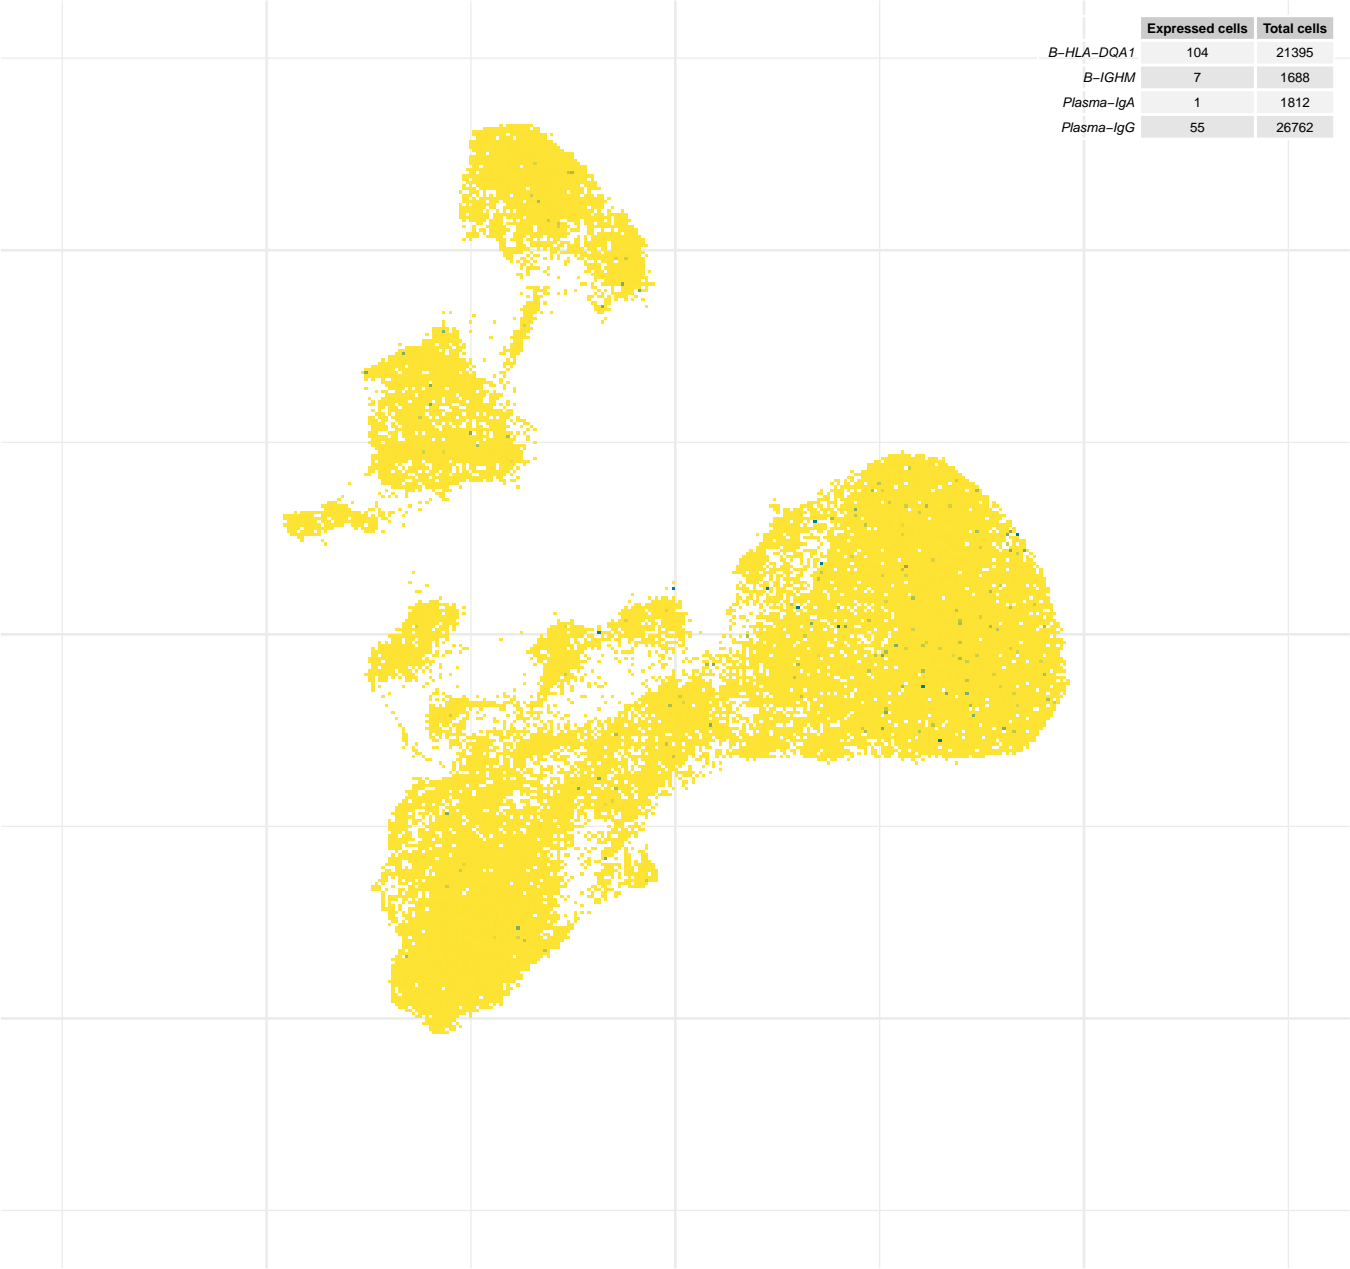 Expressed cells Total cells
B−HLA−DQA1 104 21395
B−IGHM 7 1688
Plasma−IgA 1 1812
Plasma−IgG 55 26762